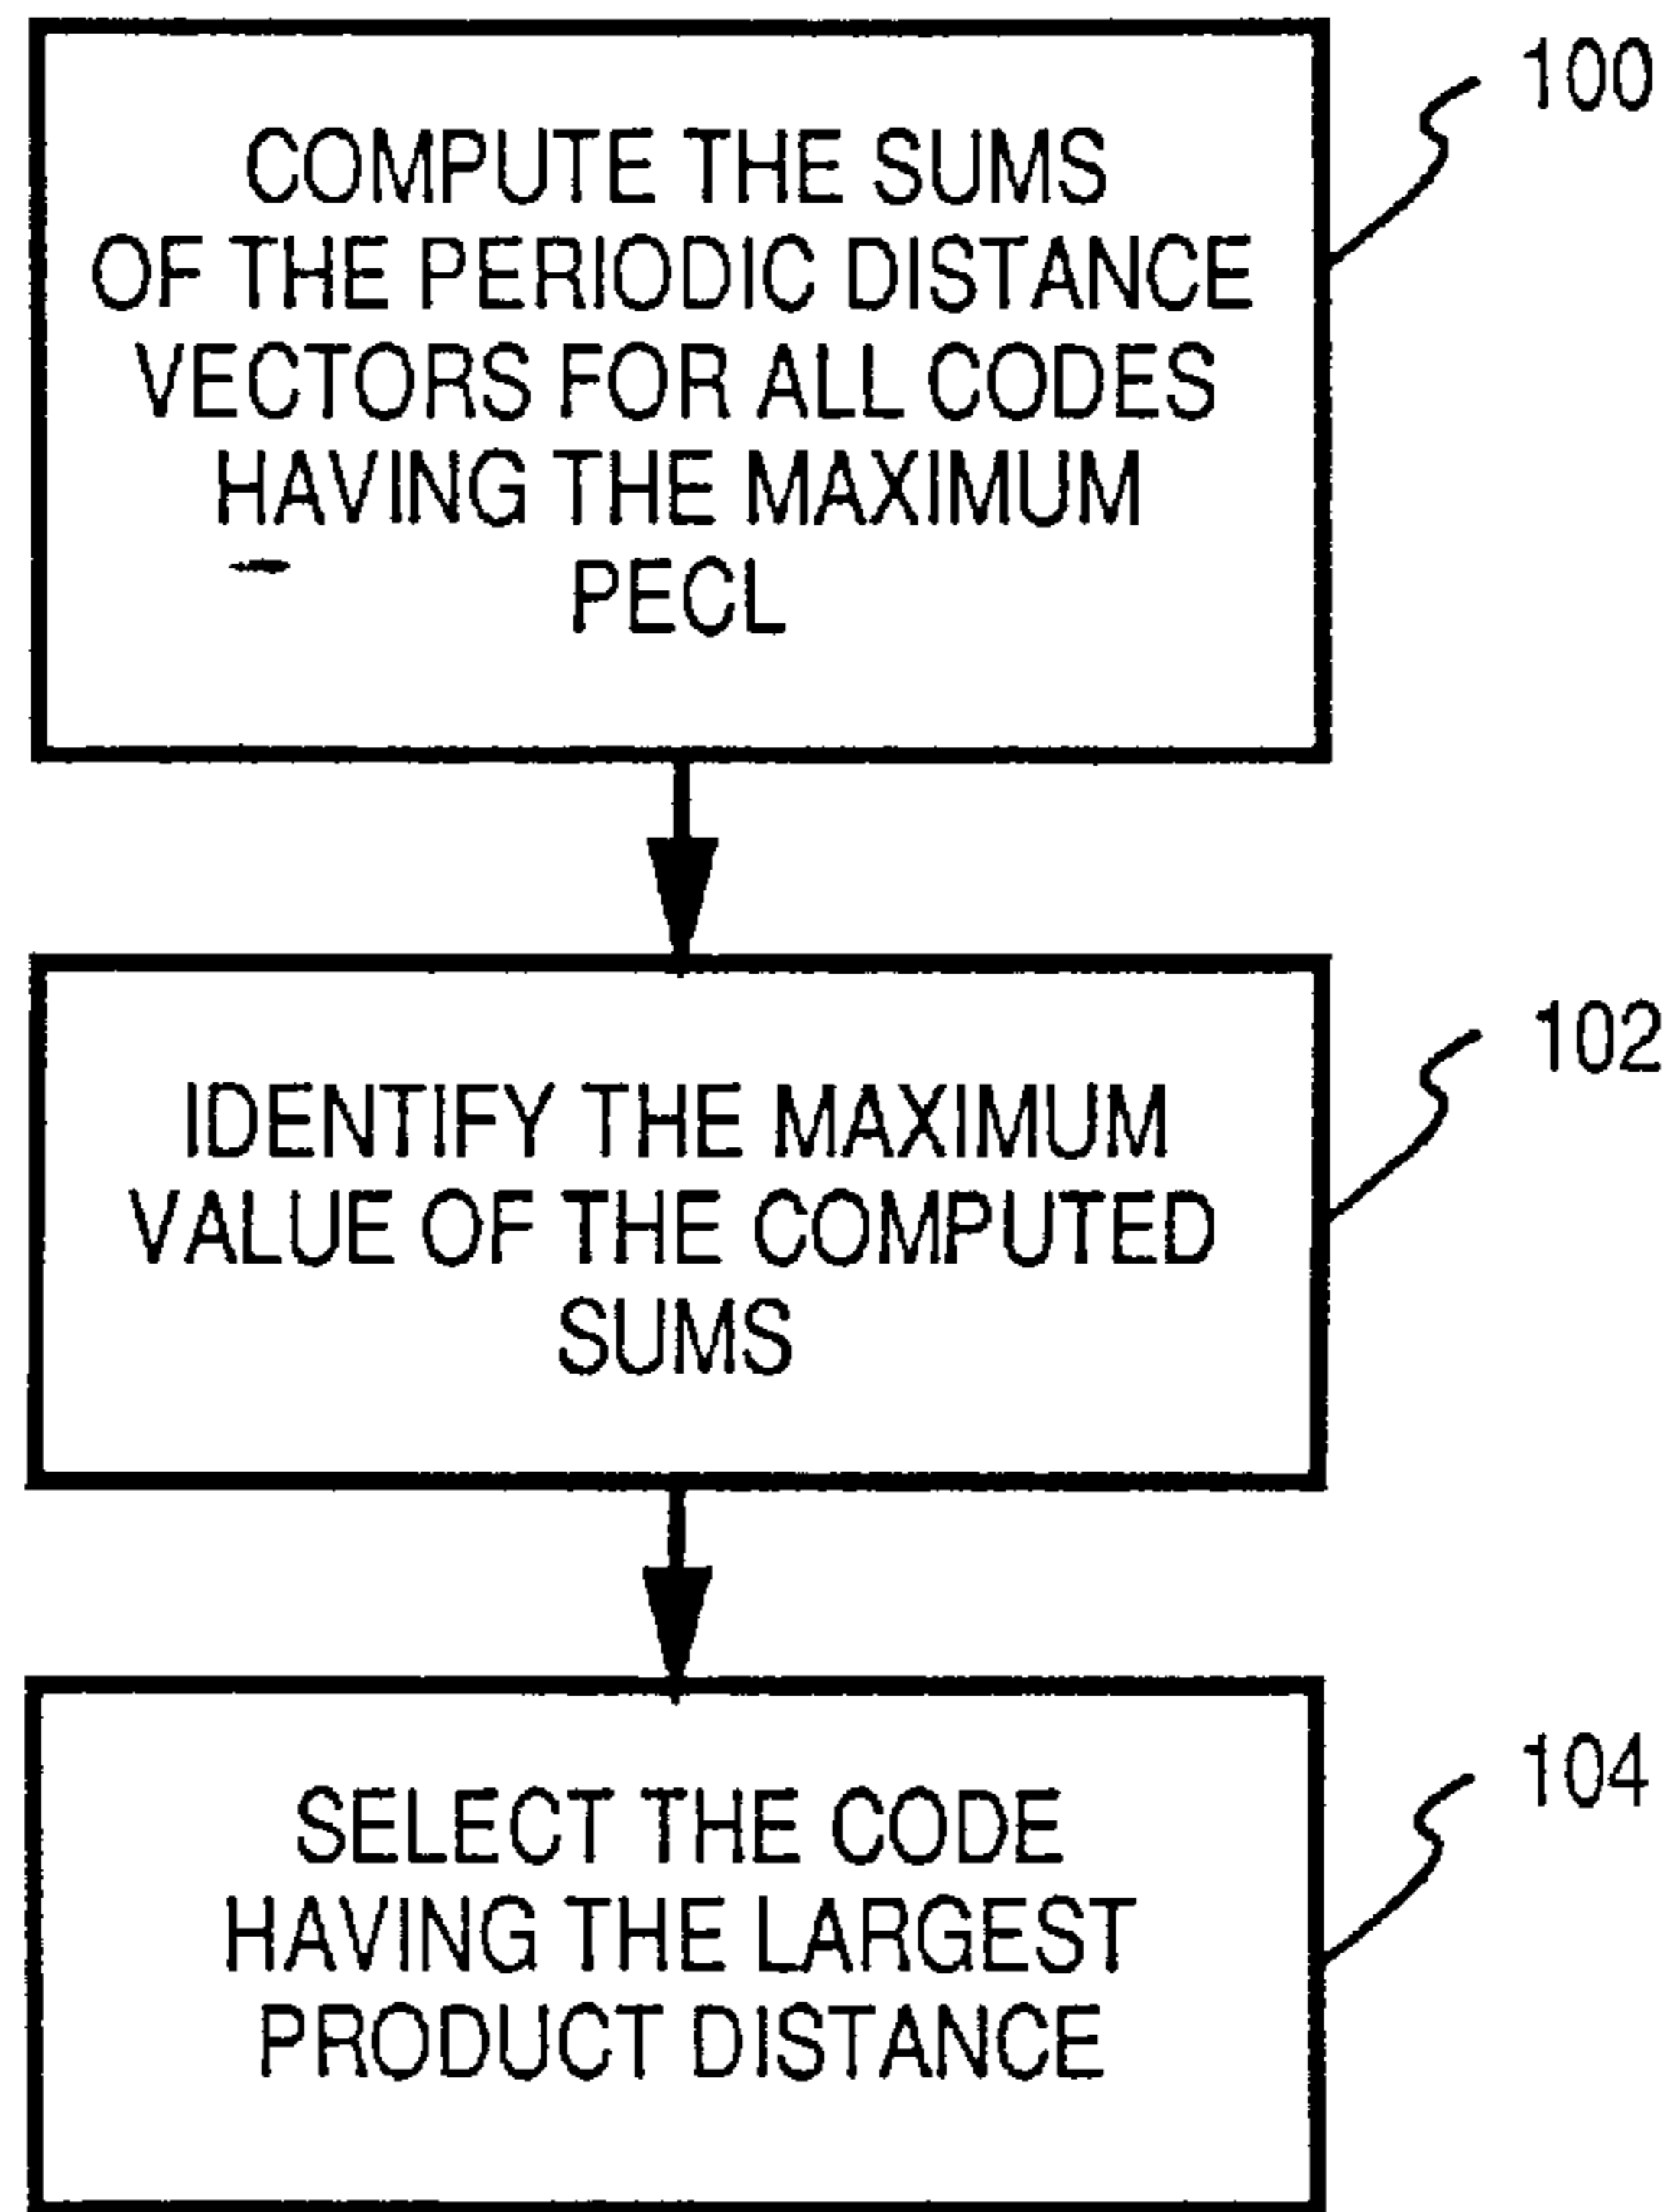 100
COMPUTE THE SUMS
OF THE PERIODIC DISTANCE
VECTORS FOR ALL CODES
HAVING THE MAXIMUM
PECL
102
IDENTIFY THE MAXIMUM
VALUE OF THE COMPUTED
SUMS
104
SELECT THE CODE
HAVING THE LARGEST
PRODUCT DISTANCE